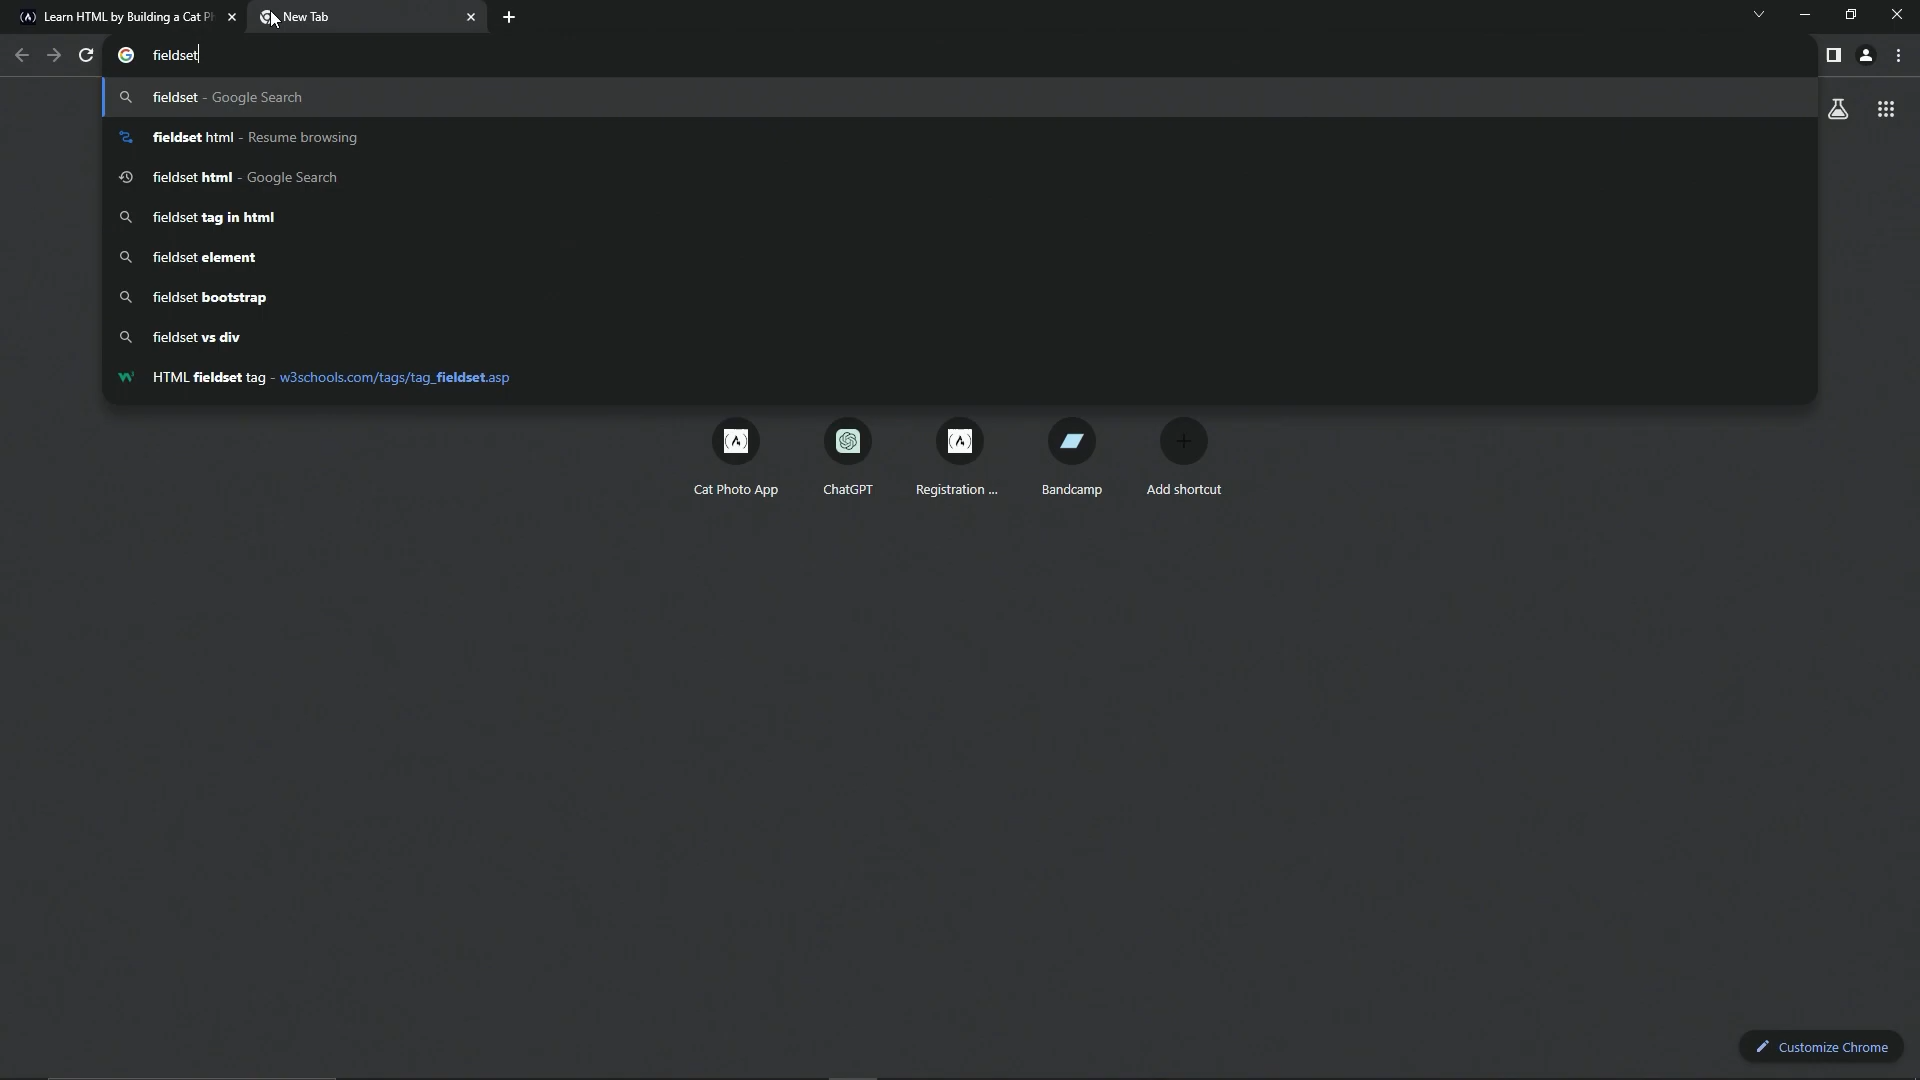 Learn HTML by Building a Cat Ph
New Tab
fieldset
fieldset - Google Search
fieldset html - Resume browsing
fieldset html - Google Search
fieldset tag in html
fieldset element
fieldset bootstrap
fieldset vs div
HTML fieldset tag - w3schools.com/tags/tag_fieldset.asp
Cat Photo App
ChatGPT
Registration ...
Bandcamp
Add shortcut
Customize Chrome